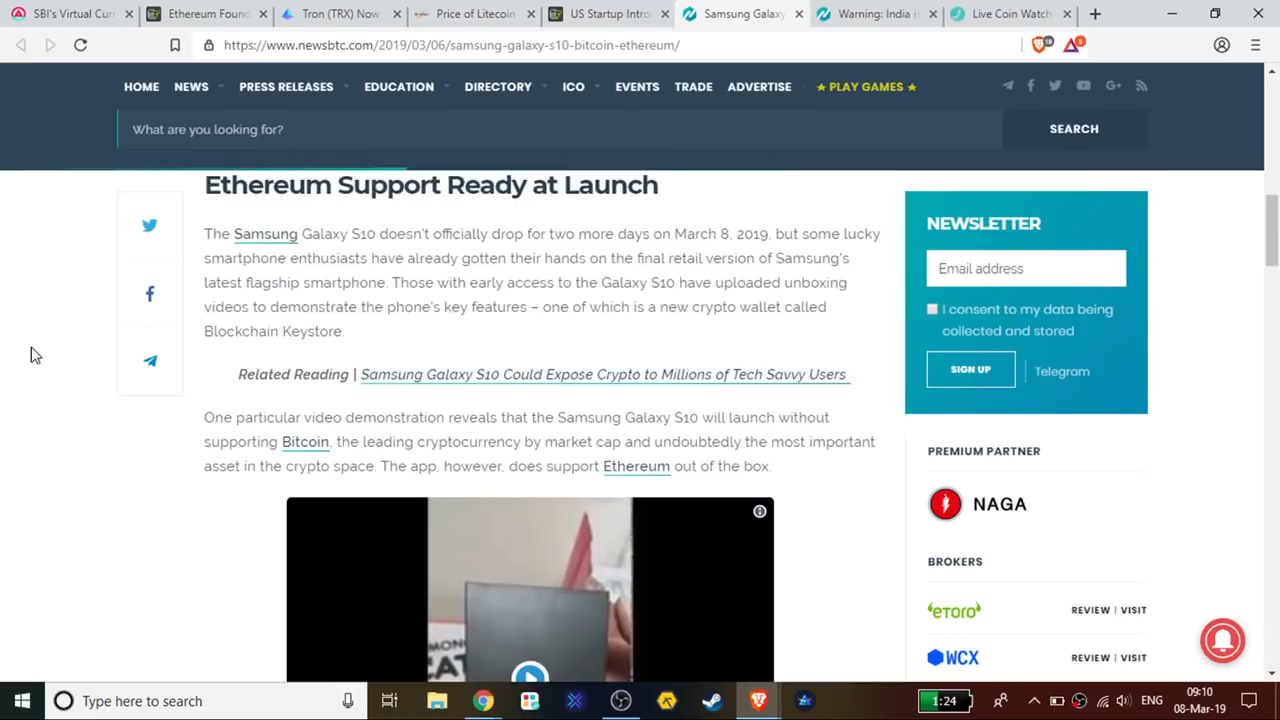 SBI's Virtual Curr
Ethereum Found
Tron (TRX) Now
Price of Litecoin
US Startup Intro
Samsung Galaxy
Warning: India is
Live Coin Watch
https://www.newsbtc.com/2019/03/06/samsung-galaxy-s10-bitcoin-ethereum/
HOME NEWS PRESS RELEASES EDUCATION DIRECTORY ICO EVENTS TRADE ADVERTISE ★ PLAY GAMES ★
What are you looking for?
SEARCH
Ethereum Support Ready at Launch
The Samsung Galaxy S10 doesn't officially drop for two more days on March 8, 2019, but some lucky
smartphone enthusiasts have already gotten their hands on the final retail version of Samsung's
latest flagship smartphone. Those with early access to the Galaxy S10 have uploaded unboxing
videos to demonstrate the phone's key features – one of which is a new crypto wallet called
Blockchain Keystore.
Related Reading | Samsung Galaxy S10 Could Expose Crypto to Millions of Tech Savvy Users
One particular video demonstration reveals that the Samsung Galaxy S10 will launch without
supporting Bitcoin, the leading cryptocurrency by market cap and undoubtedly the most important
asset in the crypto space. The app, however, does support Ethereum out of the box.
NEWSLETTER
Email address
I consent to my data being
collected and stored
SIGN UP
Telegram
PREMIUM PARTNER
NAGA
BROKERS
eToro REVIEW | VISIT
WCX REVIEW | VISIT
Type here to search
1:24
ENG
09:10
08-Mar-19